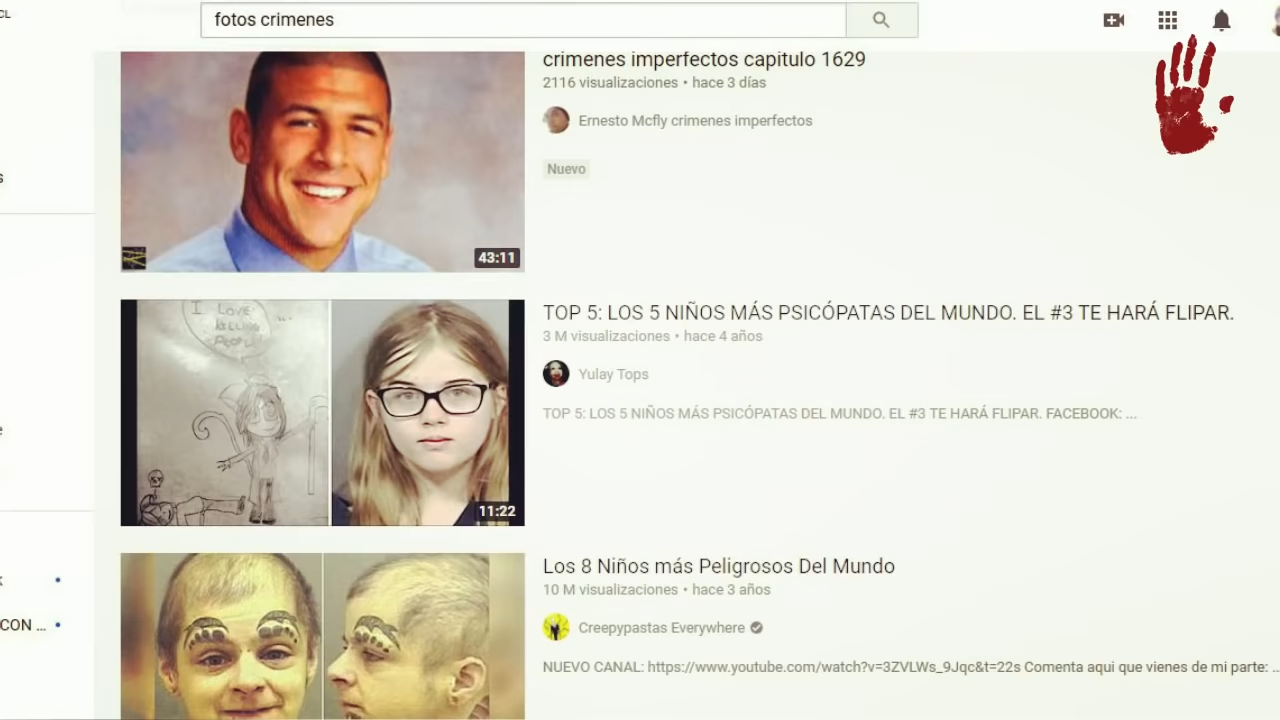 CL
fotos crimenes
crimenes imperfectos capitulo 1629
2116 visualizaciones • hace 3 días
Ernesto Mcfly crimenes imperfectos
Nuevo
s
43:11
I LOVE
KILLING
PEOPLE
TOP 5: LOS 5 NIÑOS MÁS PSICÓPATAS DEL MUNDO. EL #3 TE HARÁ FLIPAR.
3 M visualizaciones • hace 4 años
Yulay Tops
TOP 5: LOS 5 NIÑOS MÁS PSICÓPATAS DEL MUNDO. EL #3 TE HARÁ FLIPAR. FACEBOOK: ...
e
11:22
Los 8 Niños más Peligrosos Del Mundo
10 M visualizaciones • hace 3 años
k
Creepypastas Everywhere
CON ...
NUEVO CANAL: https://www.youtube.com/watch?v=3ZVLWs_9Jqc&t=22s Comenta aqui que vienes de mi parte: ...